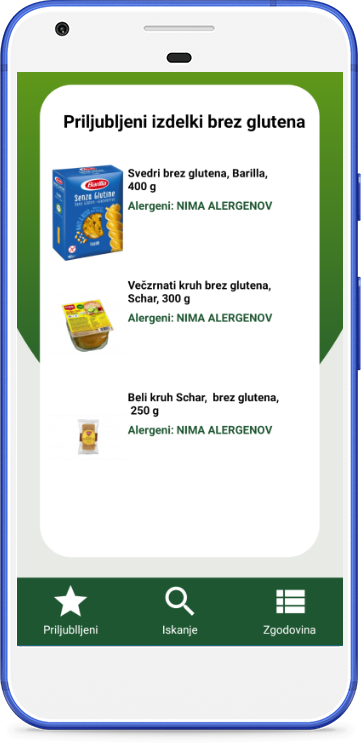 Priljubljeni izdelki brez glutena
Barilla
Senza Glutine
Svedri brez glutena, Barilla,
400 g
Alergeni: NIMA ALERGENOV
Večzrnati kruh brez glutena,
Schar, 300 g
Alergeni: NIMA ALERGENOV
Beli kruh Schar, brez glutena,
250 g
Alergeni: NIMA ALERGENOV
Priljublljeni
Iskanje
Zgodovina